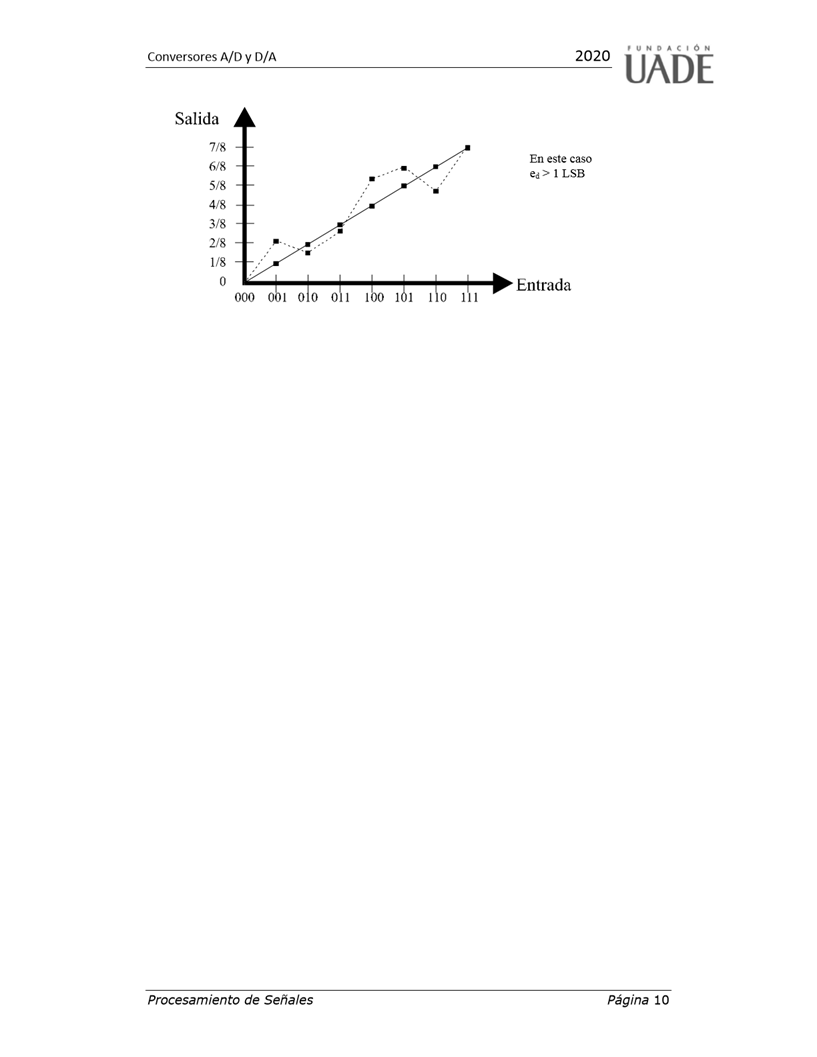 Conversores A/D y D/A 2020
FUNDACIÓN
UADE
Salida
7/8
6/8
5/8
4/8
3/8
2/8
1/8
0
En este caso
ed > 1 LSB
Entrada
000 001 010 011 100 101 110 111
Procesamiento de Señales Página 10